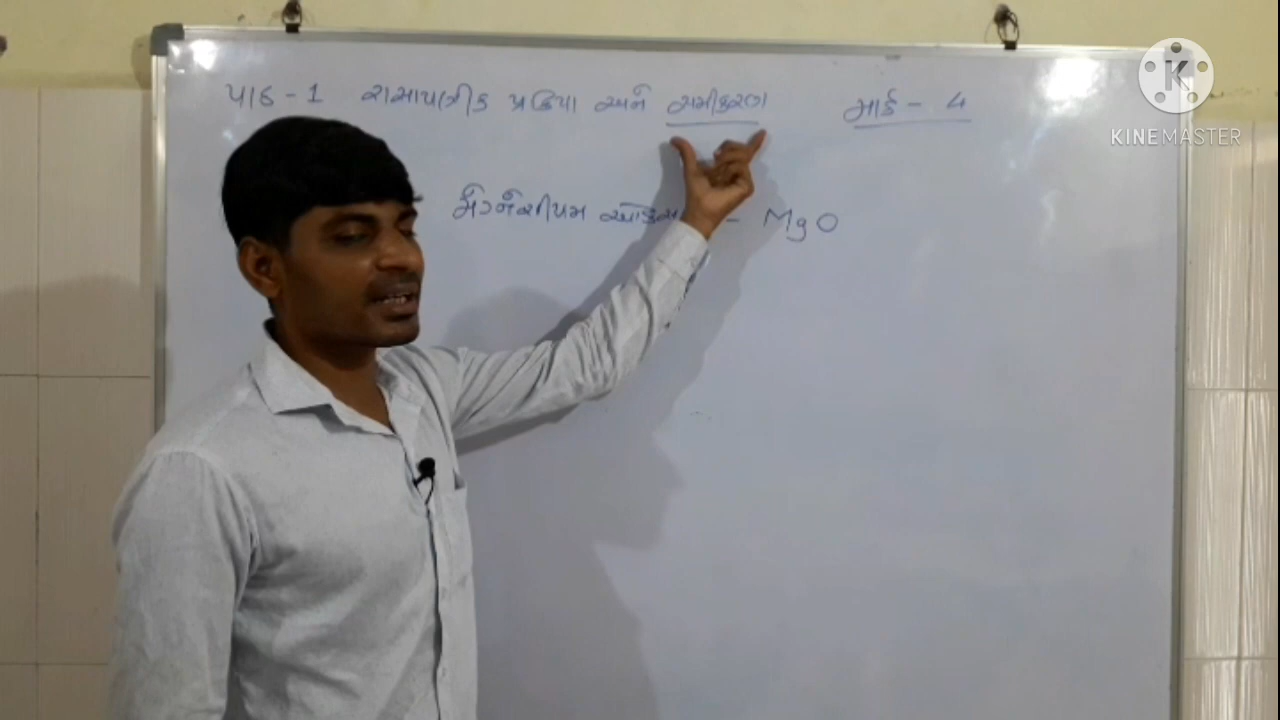 પાઠ - 1 રાસાયણીક પ્રક્રિયા અને સમીકરણ માર્ક - 4
K
KINEMASTER
મેગ્નેશીયમ - MgO